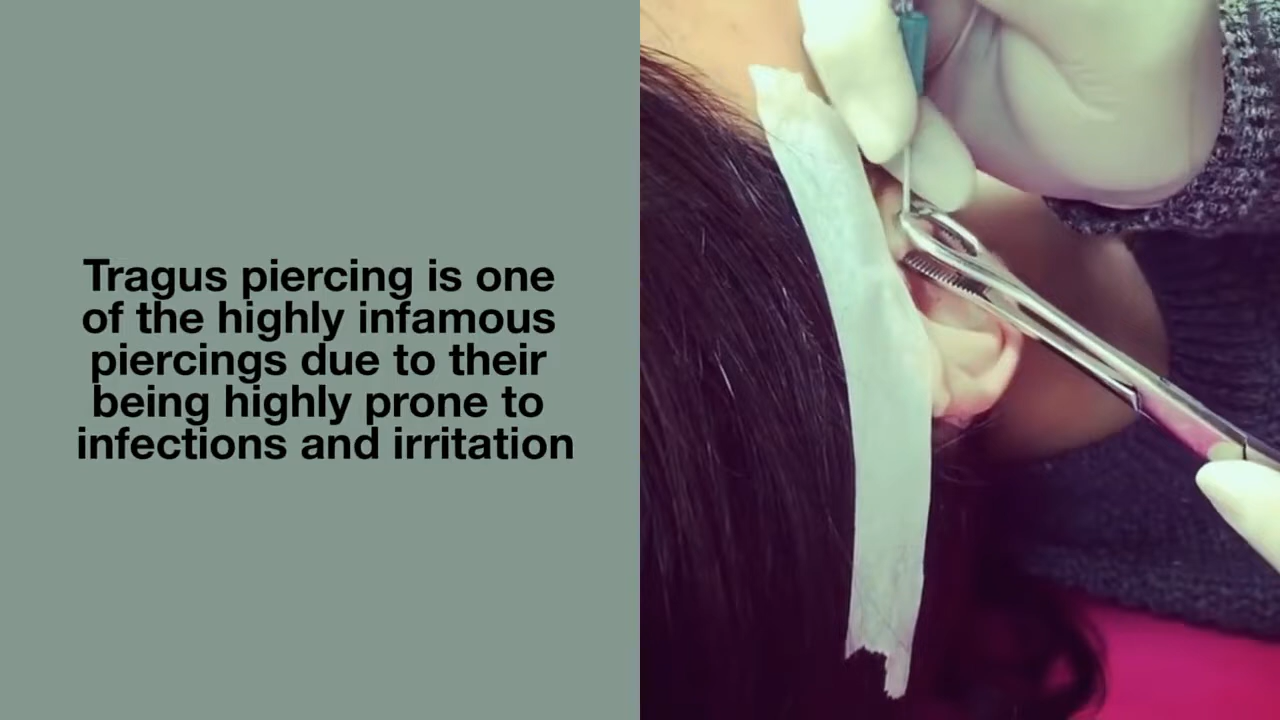 Tragus piercing is one
of the highly infamous
piercings due to their
being highly prone to
infections and irritation